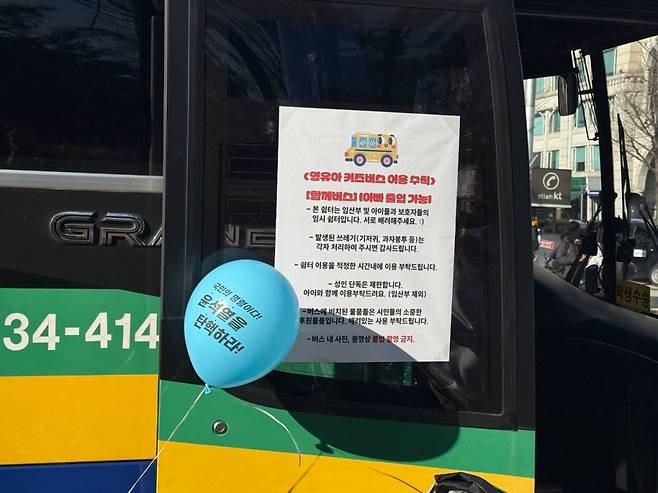 <영유아 키즈버스 이용 수칙>
[함께버스] (아빠 출입 가능)
- 본 쉼터는 임산부 및 아이들과 보호자들의
임시 쉼터입니다. 서로 배려해주세요. :)
- 발생된 쓰레기(기저귀, 과자봉투 등)는
각자 처리하여 주시면 감사드립니다.
- 쉼터 이용을 적정한 시간내에 이용 부탁드립니다.
- 성인 단독은 제한합니다.
아이와 함께 이용부탁드려요. (임산부 제외)
- 버스에 비치된 물품들은 시민들의 소중한
후원물품입니다. 배려있는 사용 부탁드립니다.
- 버스 내 사진, 동영상 불법 촬영 금지.
GRAN
34-414
국민의 명령이다!
윤석열을
탄핵하라!
olleh kt
학생수송